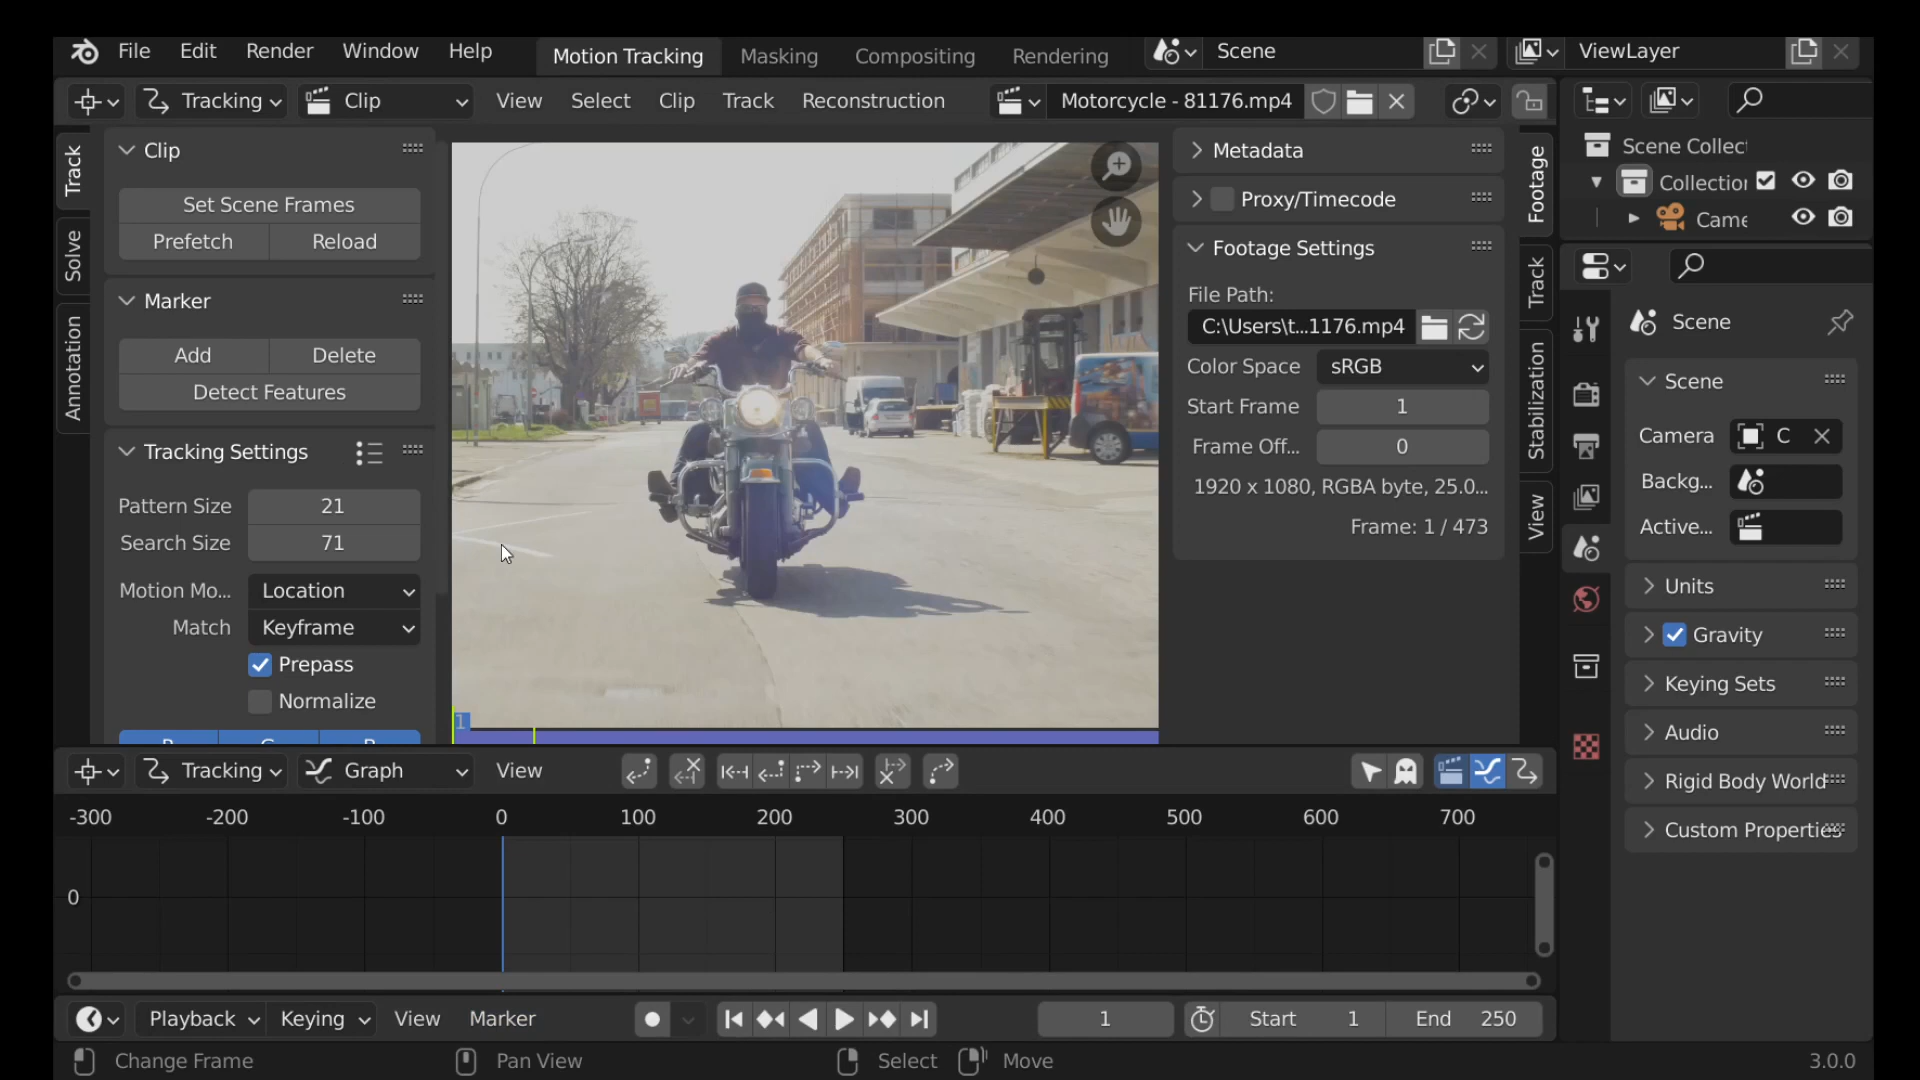 File Edit Render Window Help Motion Tracking Masking Compositing Rendering Scene ViewLayer
Tracking Clip View Select Clip Track Reconstruction Motorcycle - 81176.mp4
Track
Solve
Annotation
Clip
Set Scene Frames
Prefetch Reload
Marker
Add Delete
Detect Features
Tracking Settings
Pattern Size 21
Search Size 71
Motion Mo... Location
Match Keyframe
Prepass
Normalize
1
Metadata
Proxy/Timecode
Footage Settings
File Path:
C:\Users\t...1176.mp4
Color Space sRGB
Start Frame 1
Frame Off... 0
1920 x 1080, RGBA byte, 25.0...
Frame: 1 / 473
Footage
Track
Stabilization
View
Scene Collec
Collection
Came
Scene
Scene
Camera C
Backg...
Active...
Units
Gravity
Keying Sets
Audio
Rigid Body World
Custom Properties
Tracking Graph View
-300 -200 -100 0 100 200 300 400 500 600 700
0
Playback Keying View Marker 1 Start 1 End 250
Change Frame Pan View Select Move 3.0.0